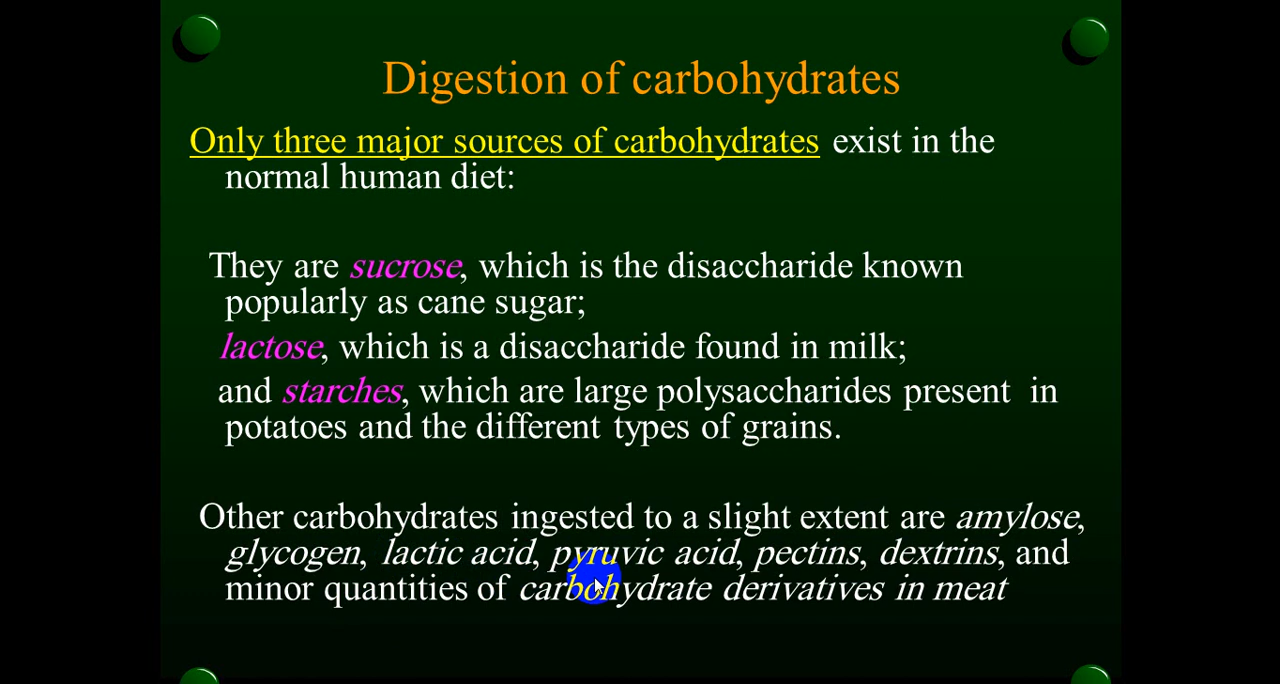 Digestion of carbohydrates
Only three major sources of carbohydrates exist in the
normal human diet:
They are sucrose, which is the disaccharide known
popularly as cane sugar;
lactose, which is a disaccharide found in milk;
and starches, which are large polysaccharides present in
potatoes and the different types of grains.
Other carbohydrates ingested to a slight extent are amylose,
glycogen, lactic acid, pyruvic acid, pectins, dextrins, and
minor quantities of carbohydrate derivatives in meat